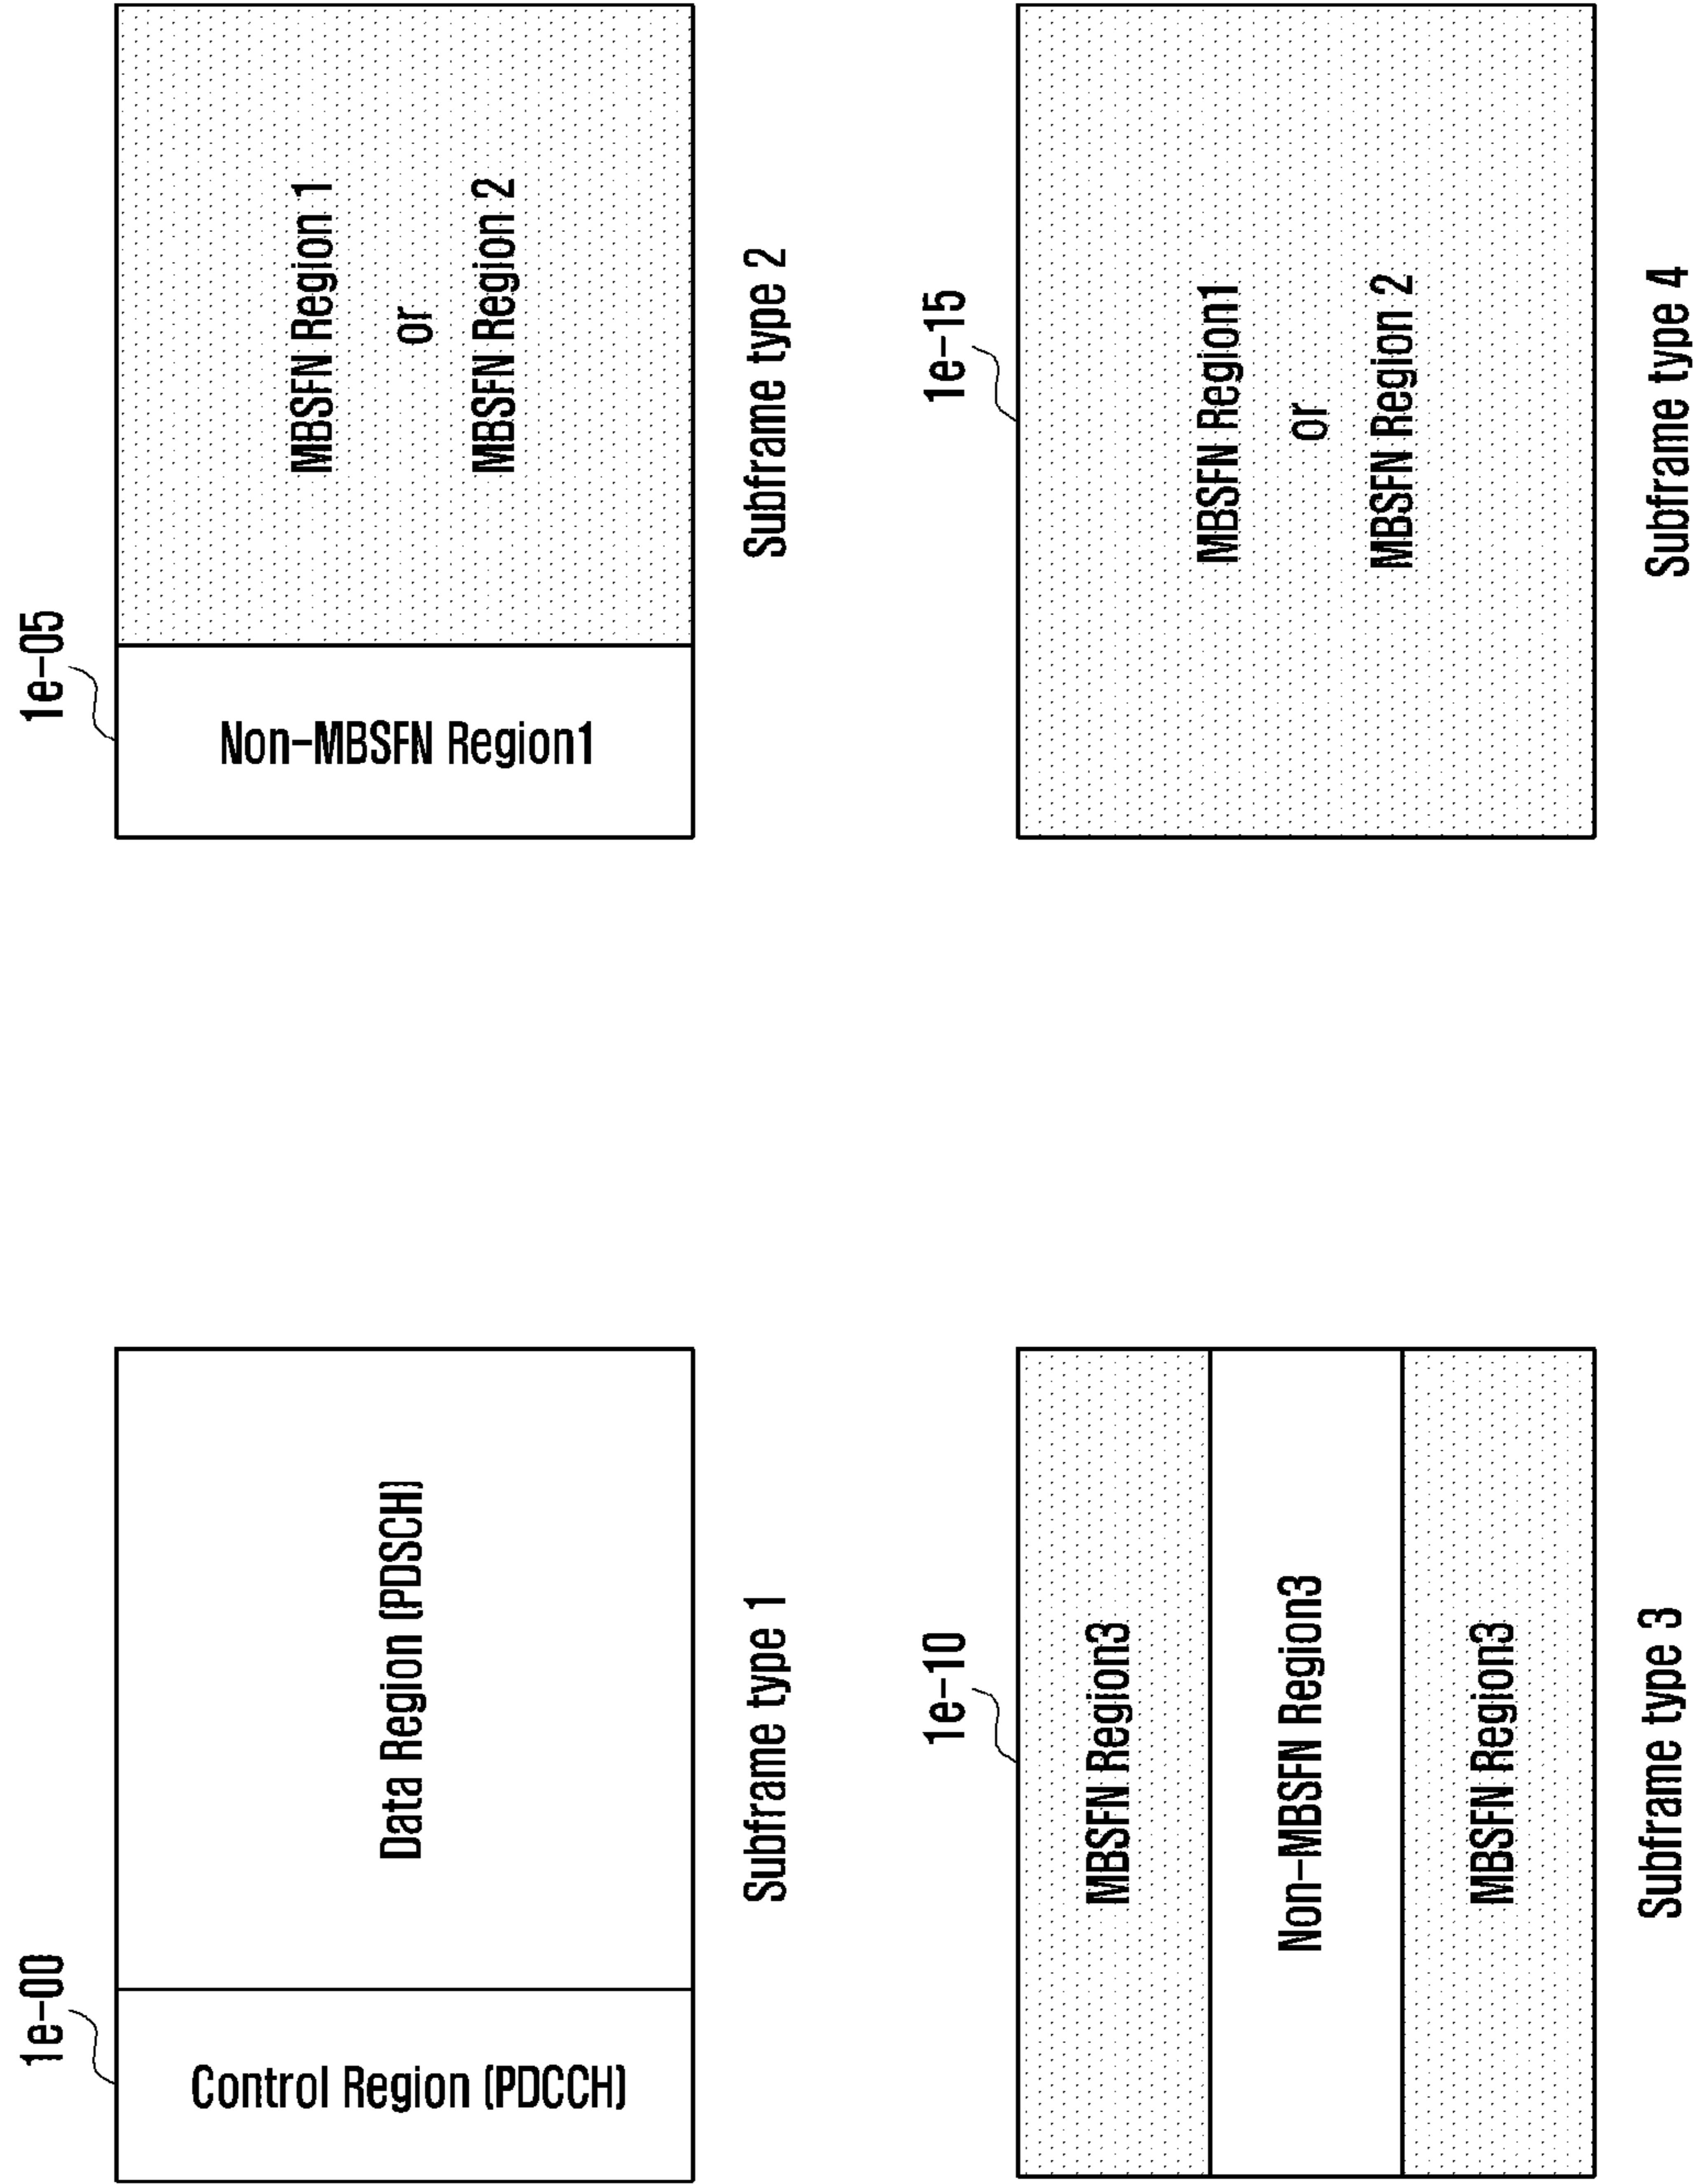 1e-00
Control Region (PDCCH)
Data Region (PDSCH)
Subframe type 1
1e-05
Non-MBSFN Region1
MBSFN Region 1
or
MBSFN Region 2
Subframe type 2
1e-10
MBSFN Region3
Non-MBSFN Region3
MBSFN Region3
Subframe type 3
1e-15
MBSFN Region1
or
MBSFN Region 2
Subframe type 4